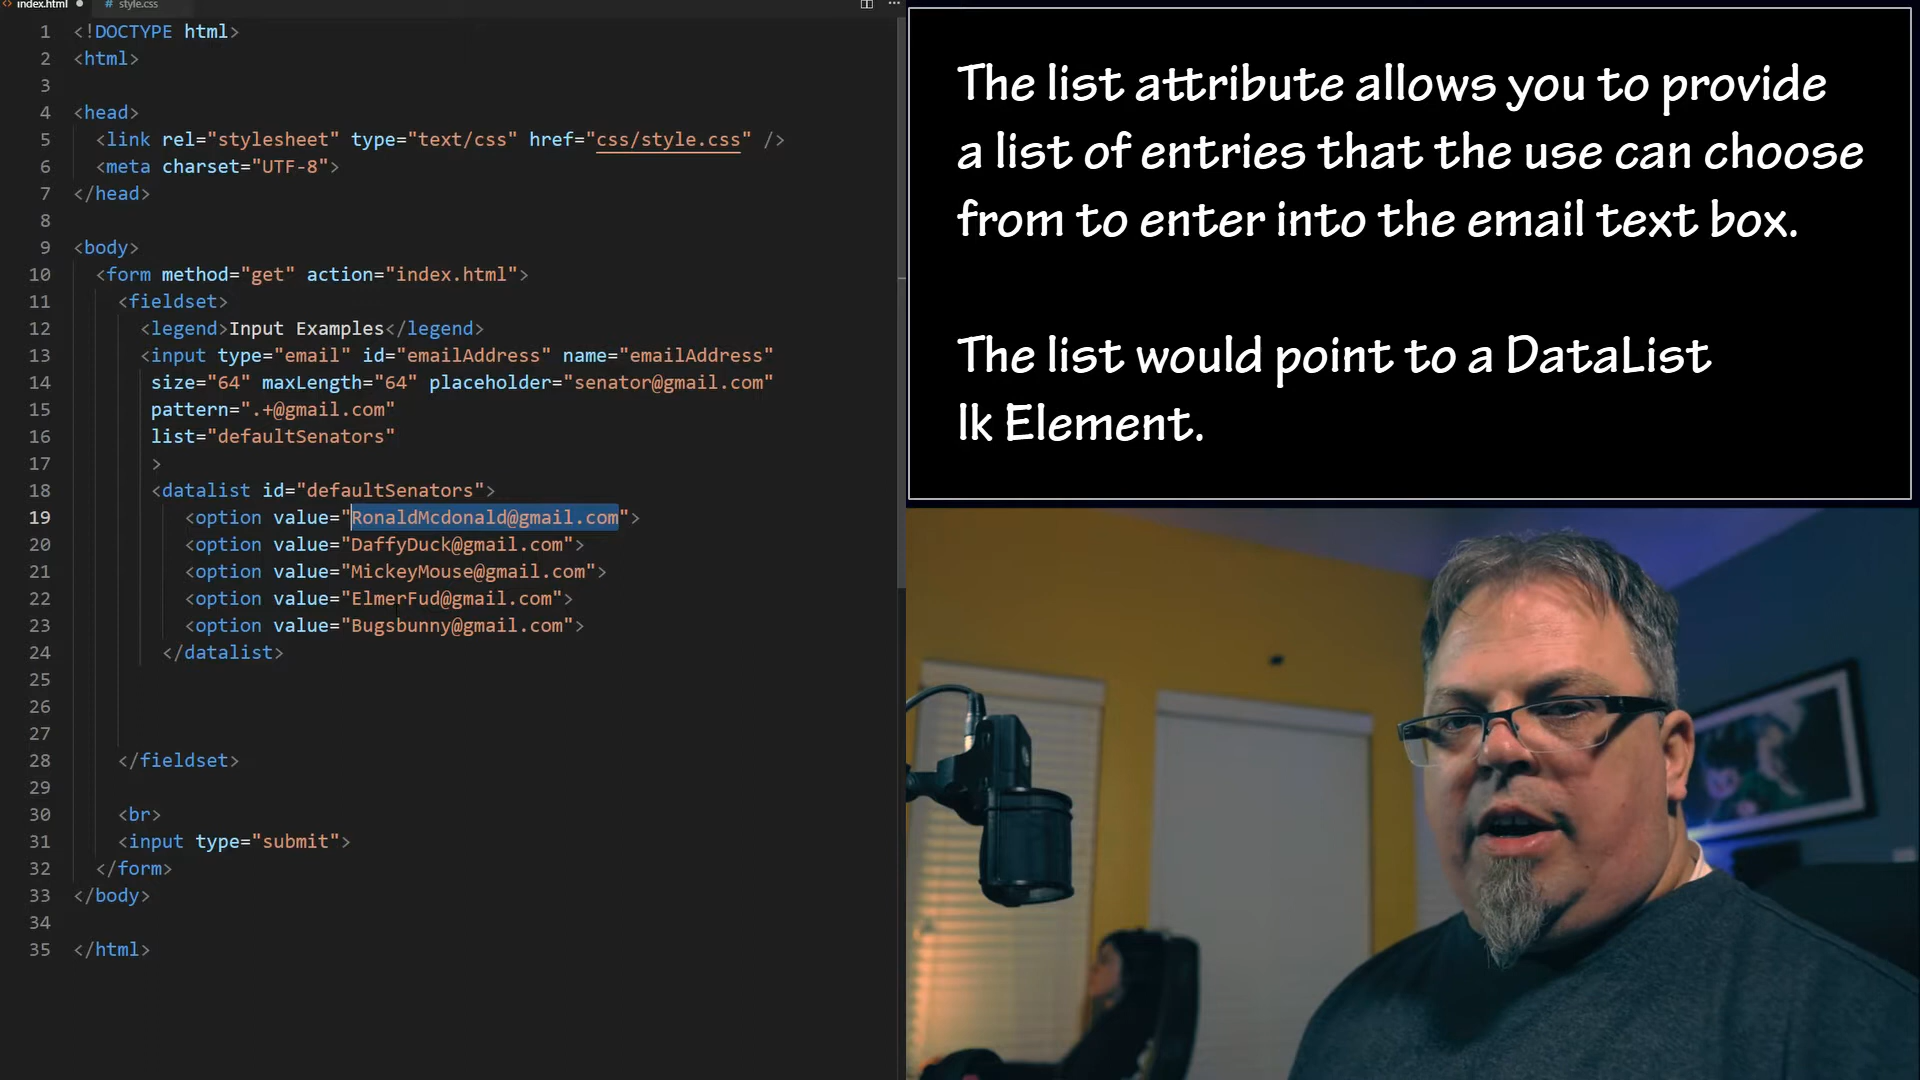 index.html
style.css
1 <!DOCTYPE html>
2 <html>
3
4 <head>
5 <link rel="stylesheet" type="text/css" href="css/style.css" />
6 <meta charset="UTF-8">
7 </head>
8
9 <body>
10 <form method="get" action="index.html">
11 <fieldset>
12 <legend>Input Examples</legend>
13 <input type="email" id="emailAddress" name="emailAddress"
14 size="64" maxLength="64" placeholder="senator@gmail.com"
15 pattern=".+@gmail.com"
16 list="defaultSenators"
17 >
18 <datalist id="defaultSenators">
19 <option value="RonaldMcdonald@gmail.com">
20 <option value="DaffyDuck@gmail.com">
21 <option value="MickeyMouse@gmail.com">
22 <option value="ElmerFud@gmail.com">
23 <option value="Bugsbunny@gmail.com">
24 </datalist>
25
26
27
28 </fieldset>
29
30 <br>
31 <input type="submit">
32 </form>
33 </body>
34
35 </html>
The list attribute allows you to provide
a list of entries that the use can choose
from to enter into the email text box.
The list would point to a DataList
lk Element.